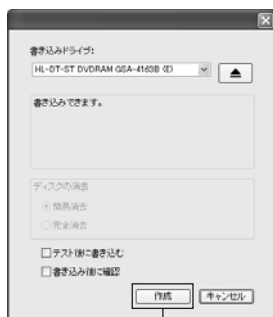 書き込みドライブ:
HL-DT-ST DVDRAM GSA-4163B (E)
書き込みできます。
ディスクの消去
簡易消去
完全消去
テスト後に書き込む
書き込み後に確認
作成
キャンセル